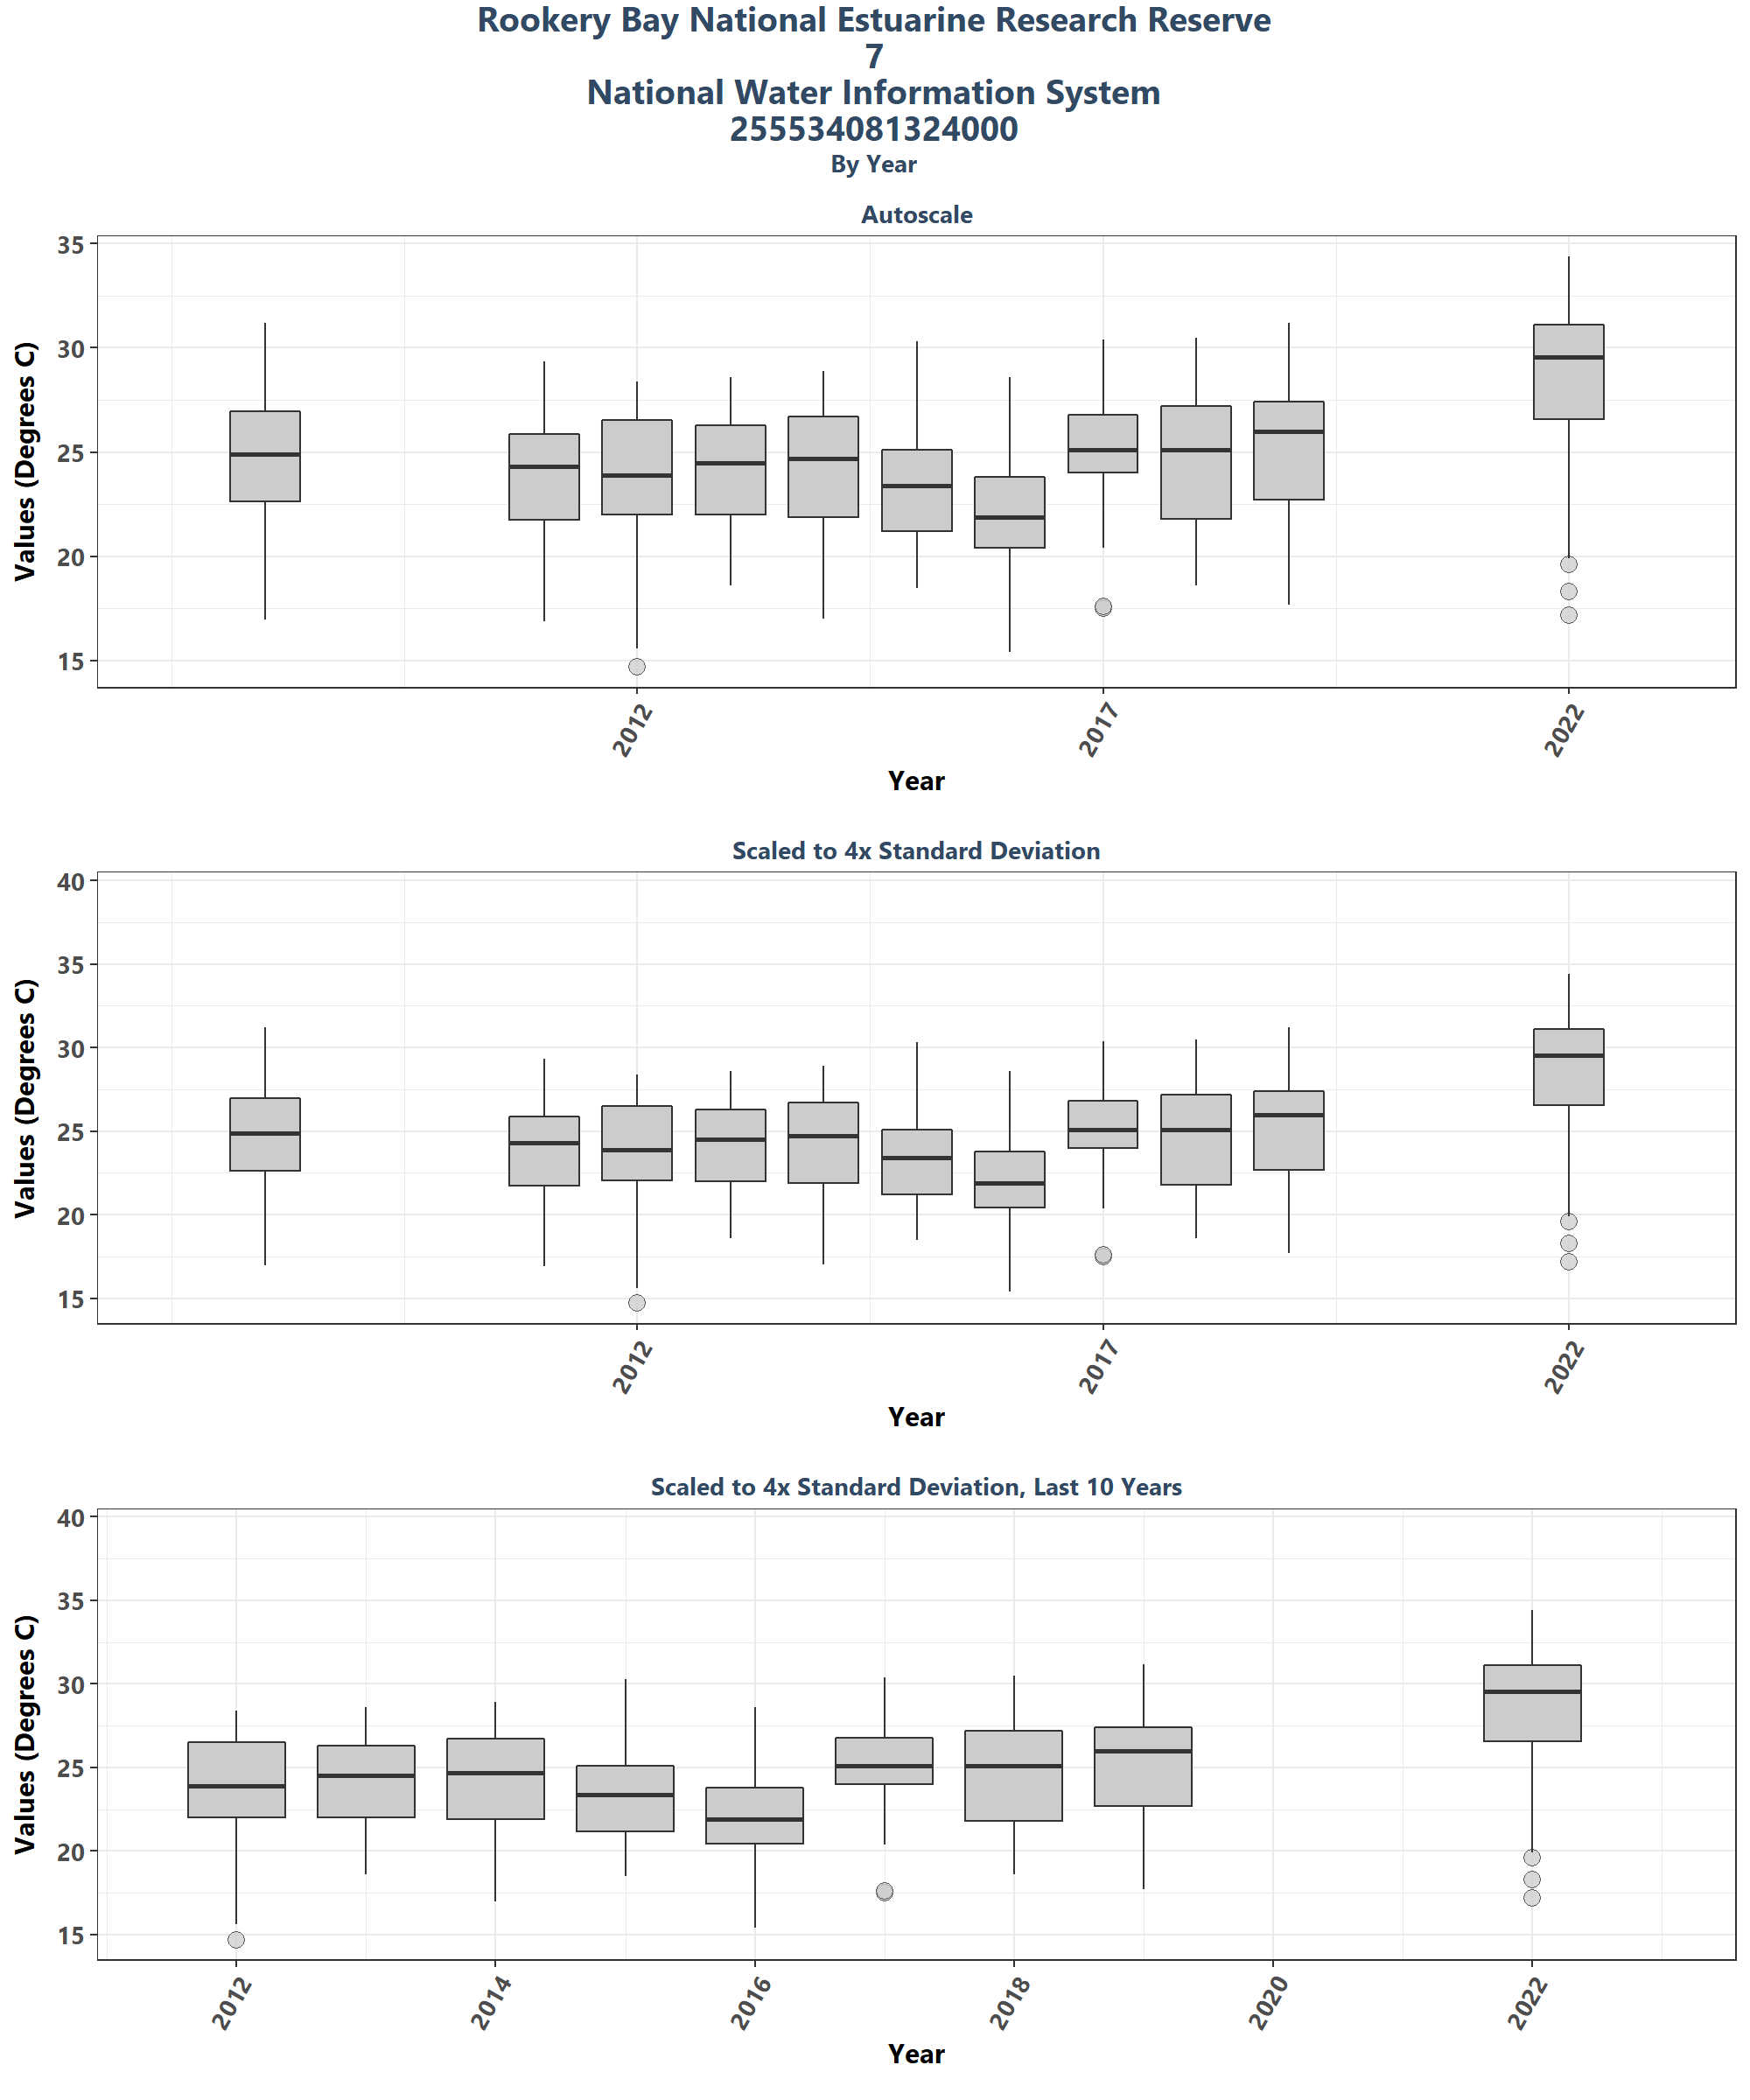 Rookery Bay National Estuarine Research Reserve
7
National Water Information System
255534081324000
By Year
Autoscale
35
30
25
20
15
Values (Degrees C)
2012
2017
2022
Year
Scaled to 4x Standard Deviation
40
35
30
25
20
15
Values (Degrees C)
2012
2017
2022
Year
Scaled to 4x Standard Deviation, Last 10 Years
40
35
30
25
20
15
Values (Degrees C)
2012
2014
2016
2018
2020
2022
Year